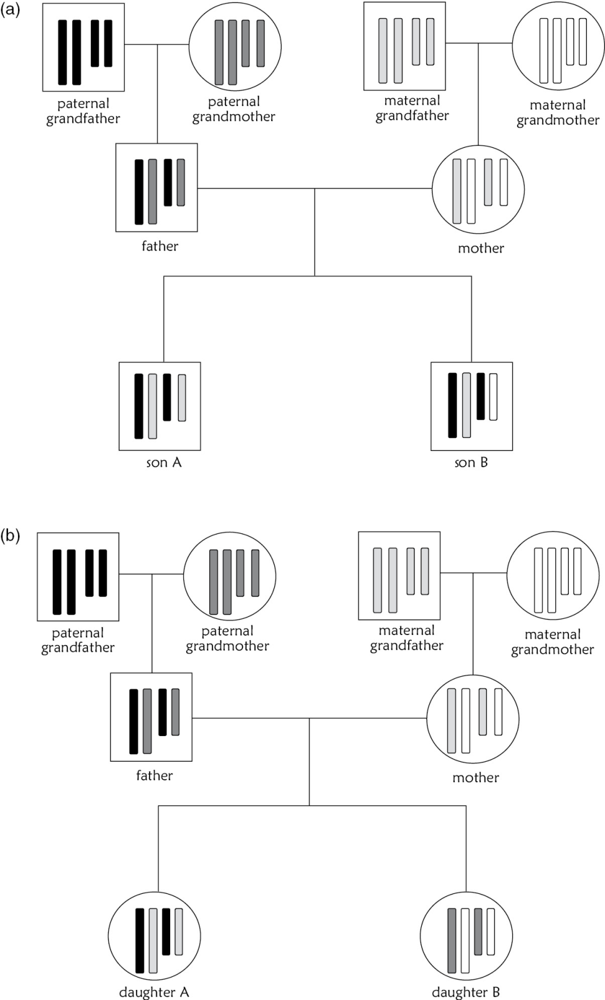 (a)
paternal
grandfather
paternal
grandmother
maternal
grandfather
maternal
grandmother
father
mother
son A
son B
(b)
paternal
grandfather
paternal
grandmother
maternal
grandfather
maternal
grandmother
father
mother
daughter A
daughter B